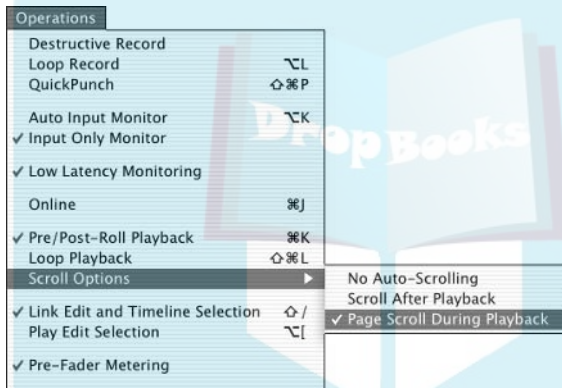 Operations
Destructive Record
Loop Record ⌥L
QuickPunch ⇧⌘P
Auto Input Monitor ⌥K
✓ Input Only Monitor
✓ Low Latency Monitoring
Online ⌘J
✓ Pre/Post-Roll Playback ⌘K
Loop Playback ⇧⌘L
Scroll Options ▶
No Auto-Scrolling
Scroll After Playback
✓ Page Scroll During Playback
✓ Link Edit and Timeline Selection ⇧/
Play Edit Selection ⌥[
✓ Pre-Fader Metering
DropBooks